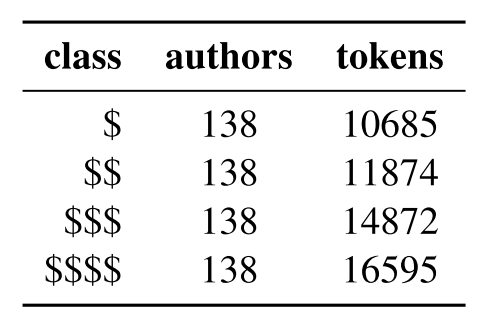 class authors tokens
$ 138 10685
$$ 138 11874
$$$ 138 14872
$$$$ 138 16595